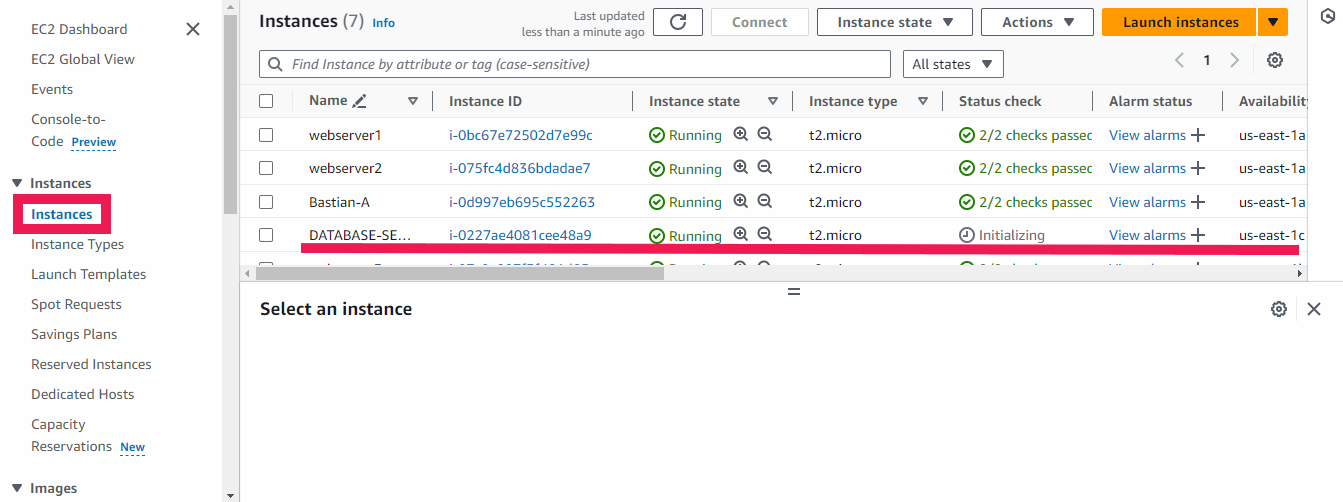 EC2 Dashboard
EC2 Global View
Events
Console-to-
Code Preview
Instances
Instances
Instance Types
Launch Templates
Spot Requests
Savings Plans
Reserved Instances
Dedicated Hosts
Capacity
Reservations New
Images
Instances (7) Info
Last updated
less than a minute ago
Connect
Instance state
Actions
Launch instances
Find Instance by attribute or tag (case-sensitive)
All states
1
Name Instance ID Instance state Instance type Status check Alarm status Availability
webserver1 i-0bc67e72502d7e99c Running t2.micro 2/2 checks passec View alarms us-east-1a
webserver2 i-075fc4d836bdadae7 Running t2.micro 2/2 checks passec View alarms us-east-1a
Bastian-A i-0d997eb695c552263 Running t2.micro 2/2 checks passec View alarms us-east-1a
DATABASE-SE... i-0227ae4081cee48a9 Running t2.micro Initializing View alarms us-east-1c
Select an instance